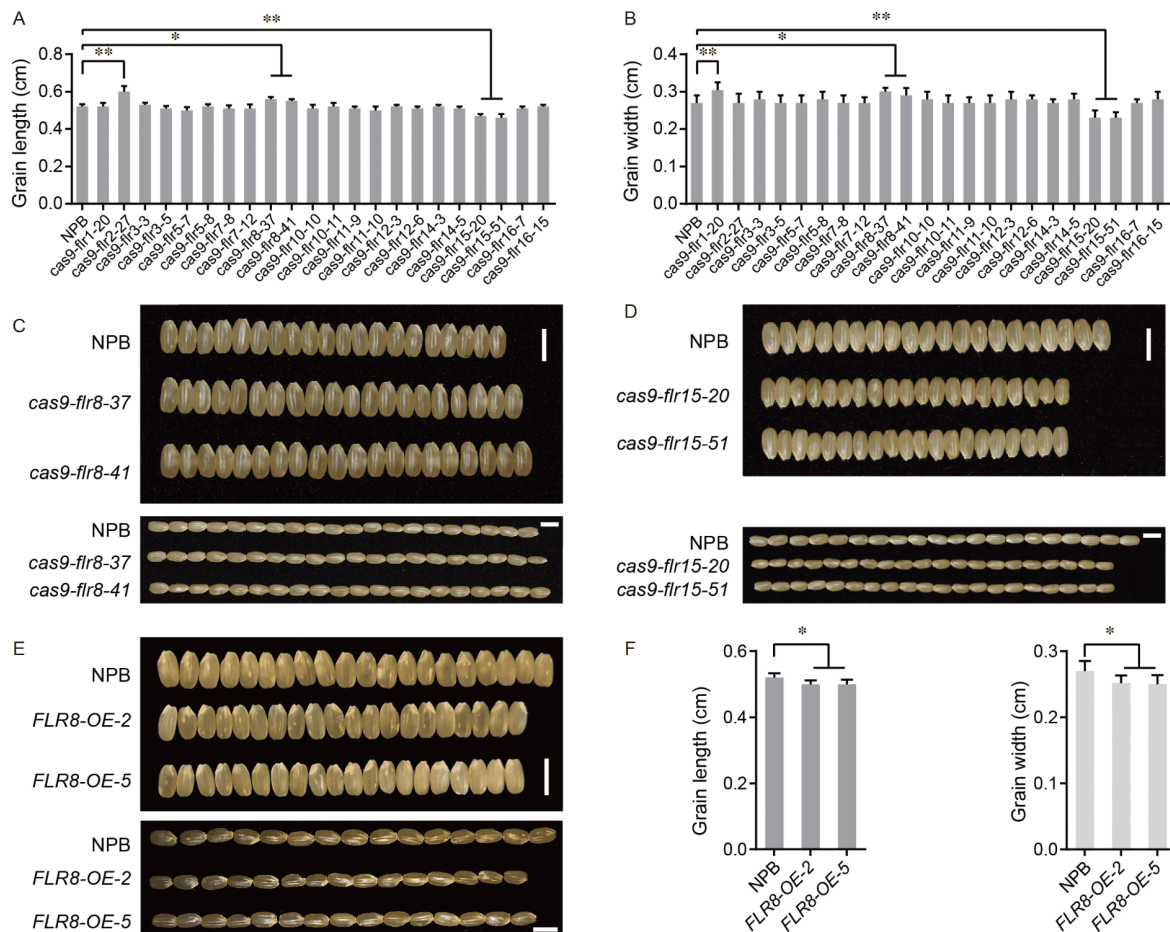 A
**
*
**
Grain length (cm)
0.8
0.6
0.4
0.2
0.0
NPB
cas9-flr1-20
cas9-flr2-27
cas9-flr3-3
cas9-flr3-5
cas9-flr5-7
cas9-flr5-8
cas9-flr7-8
cas9-flr7-12
cas9-flr8-37
cas9-flr8-41
cas9-flr10-10
cas9-flr10-11
cas9-flr11-9
cas9-flr11-10
cas9-flr12-3
cas9-flr12-6
cas9-flr14-3
cas9-flr14-5
cas9-flr15-20
cas9-flr15-51
cas9-flr16-7
cas9-flr16-15
B
**
*
**
Grain width (cm)
0.4
0.3
0.2
0.1
0.0
NPB
cas9-flr1-20
cas9-flr2-27
cas9-flr3-3
cas9-flr3-5
cas9-flr5-7
cas9-flr5-8
cas9-flr7-8
cas9-flr7-12
cas9-flr8-37
cas9-flr8-41
cas9-flr10-10
cas9-flr10-11
cas9-flr11-9
cas9-flr11-10
cas9-flr12-3
cas9-flr12-6
cas9-flr14-3
cas9-flr14-5
cas9-flr15-20
cas9-flr15-51
cas9-flr16-7
cas9-flr16-15
C
NPB
cas9-flr8-37
cas9-flr8-41
NPB
cas9-flr8-37
cas9-flr8-41
D
NPB
cas9-flr15-20
cas9-flr15-51
NPB
cas9-flr15-20
cas9-flr15-51
E
NPB
FLR8-OE-2
FLR8-OE-5
NPB
FLR8-OE-2
FLR8-OE-5
F
*
Grain length (cm)
0.6
0.4
0.2
0.0
NPB
FLR8-OE-2
FLR8-OE-5
*
Grain width (cm)
0.3
0.2
0.1
0.0
NPB
FLR8-OE-2
FLR8-OE-5